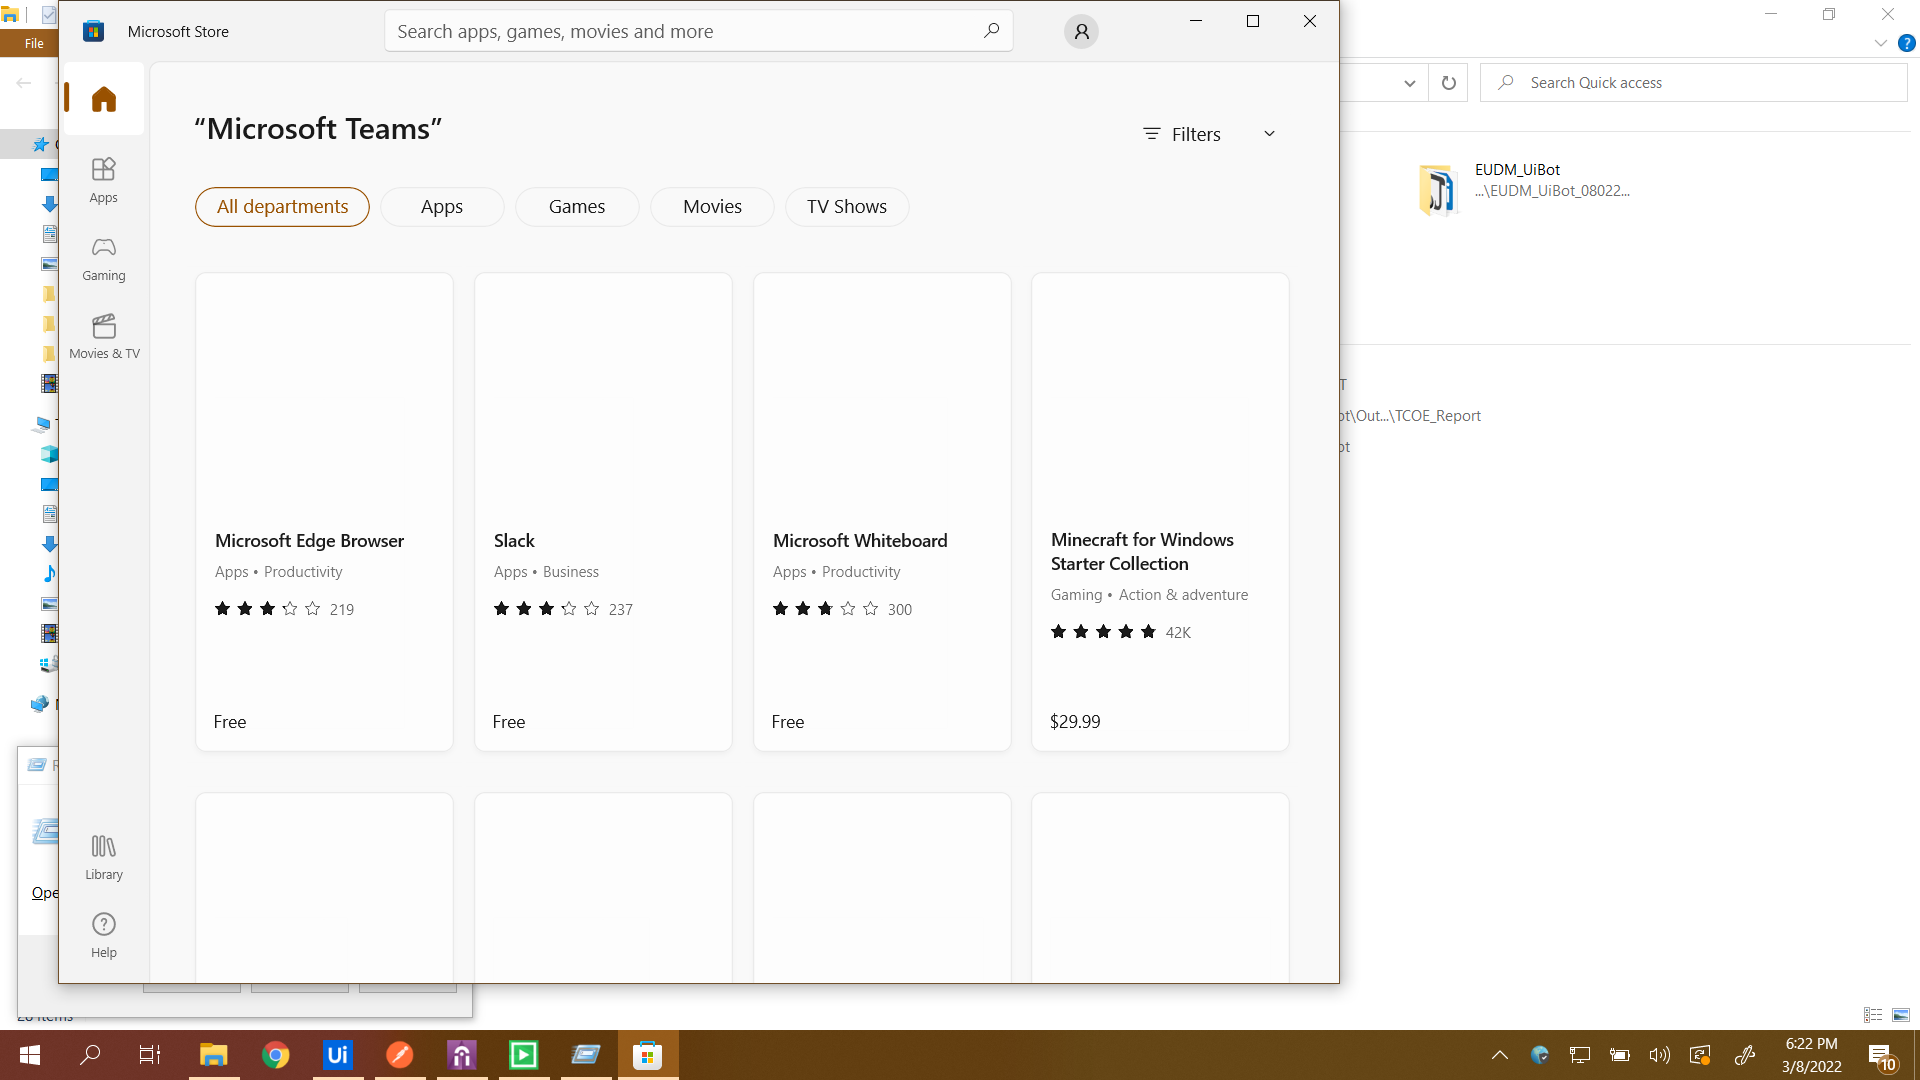 Microsoft Store
Search apps, games, movies and more
File
Search Quick access
Apps
Gaming
Movies & TV
Library
Help
“Microsoft Teams”
Filters
All departments
Apps
Games
Movies
TV Shows
Microsoft Edge Browser
Apps • Productivity
219
Free
Slack
Apps • Business
237
Free
Microsoft Whiteboard
Apps • Productivity
300
Free
Minecraft for Windows
Starter Collection
Gaming • Action & adventure
42K
$29.99
EUDM_UiBot
...\EUDM_UiBot_08022...
T
ot\Out...\TCOE_Report
ot
Ope
Ui
6:22 PM
3/8/2022
10